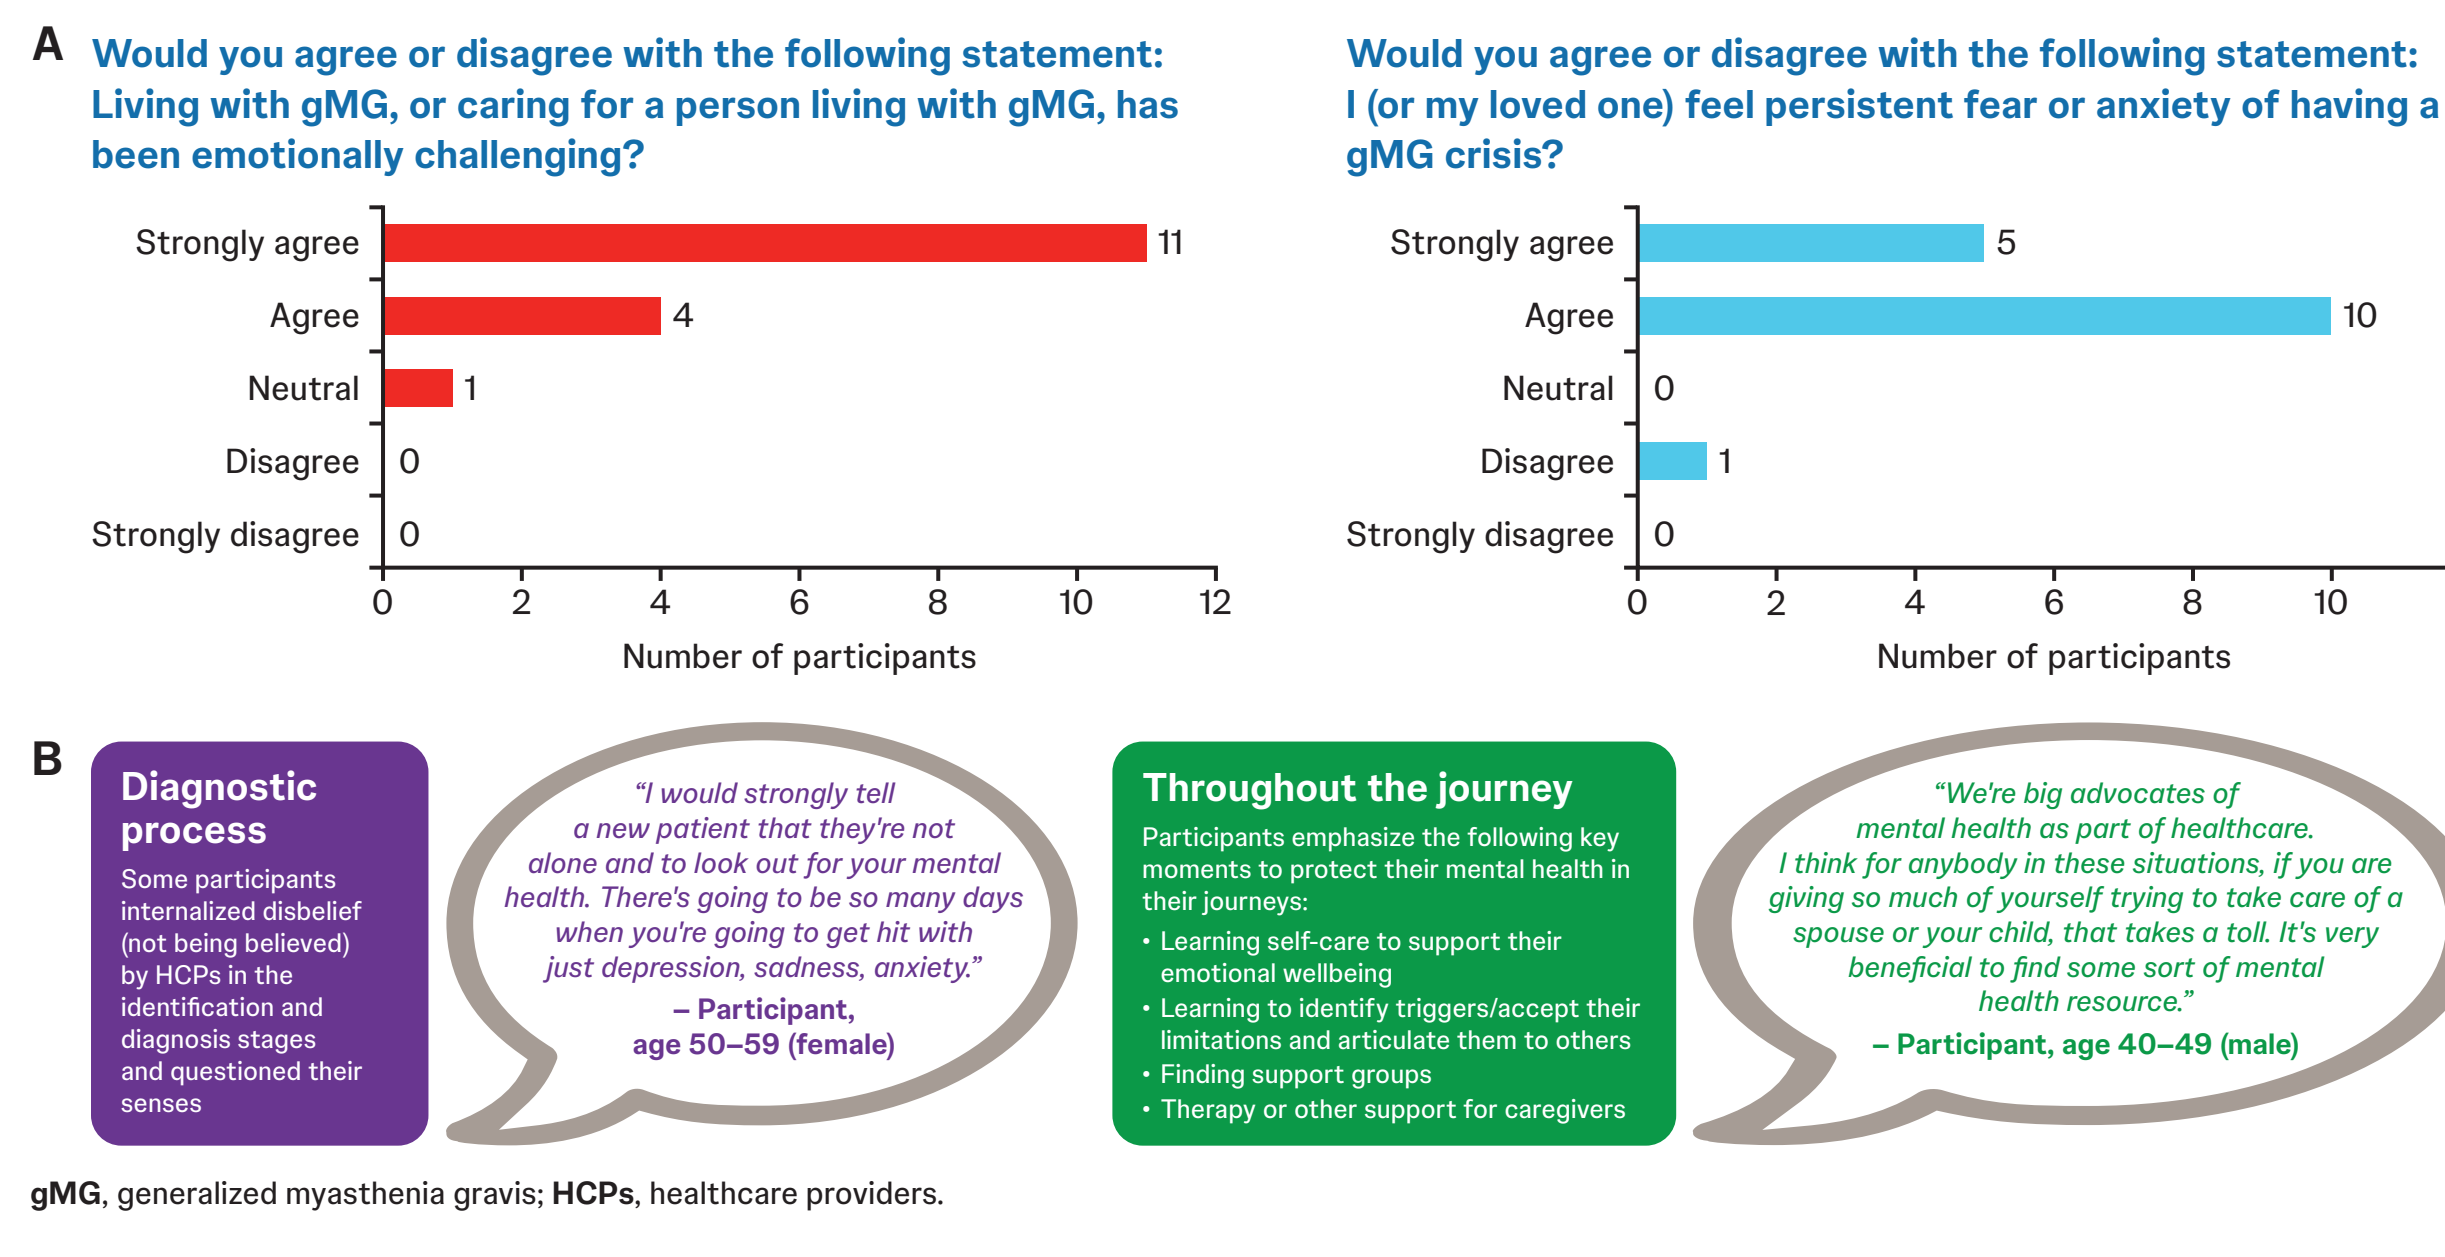 A
Would you agree or disagree with the following statement:
Living with gMG, or caring for a person living with gMG, has
been emotionally challenging?
Strongly agree
11
Agree
4
Neutral
1
Disagree
0
Strongly disagree
0
0 2 4 6 8 10 12
Number of participants
Would you agree or disagree with the following statement:
I (or my loved one) feel persistent fear or anxiety of having a
gMG crisis?
Strongly agree
5
Agree
10
Neutral
0
Disagree
1
Strongly disagree
0
0 2 4 6 8 10
Number of participants
B
Diagnostic
process
Some participants
internalized disbelief
(not being believed)
by HCPs in the
identification and
diagnosis stages
and questioned their
senses
“I would strongly tell
a new patient that they're not
alone and to look out for your mental
health. There's going to be so many days
when you're going to get hit with
just depression, sadness, anxiety.”
– Participant,
age 50–59 (female)
Throughout the journey
Participants emphasize the following key
moments to protect their mental health in
their journeys:
• Learning self-care to support their
emotional wellbeing
• Learning to identify triggers/accept their
limitations and articulate them to others
• Finding support groups
• Therapy or other support for caregivers
“We're big advocates of
mental health as part of healthcare.
I think for anybody in these situations, if you are
giving so much of yourself trying to take care of a
spouse or your child, that takes a toll. It's very
beneficial to find some sort of mental
health resource.”
– Participant, age 40–49 (male)
gMG, generalized myasthenia gravis; HCPs, healthcare providers.